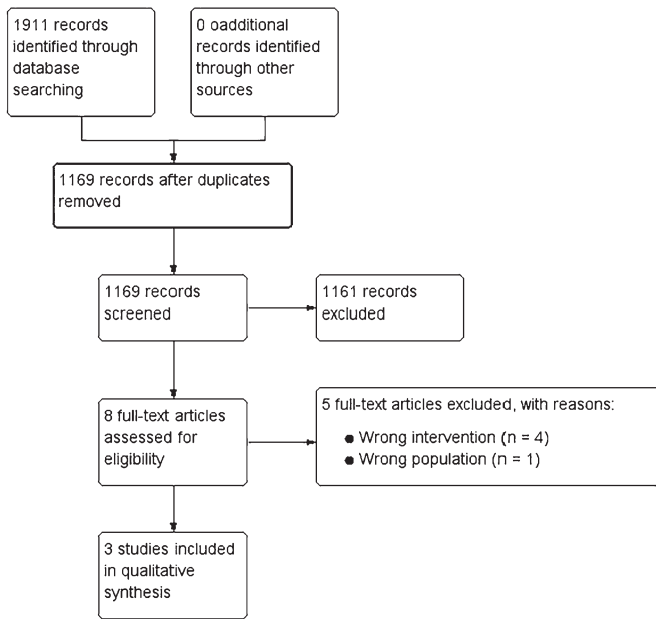 1911 records
identified through
database
searching
0 oadditional
records identified
through other
sources
1169 records after duplicates
removed
1169 records
screened
1161 records
excluded
8 full-text articles
assessed for
eligibility
5 full-text articles excluded, with reasons:
● Wrong intervention (n = 4)
● Wrong population (n = 1)
3 studies included
in qualitative
synthesis